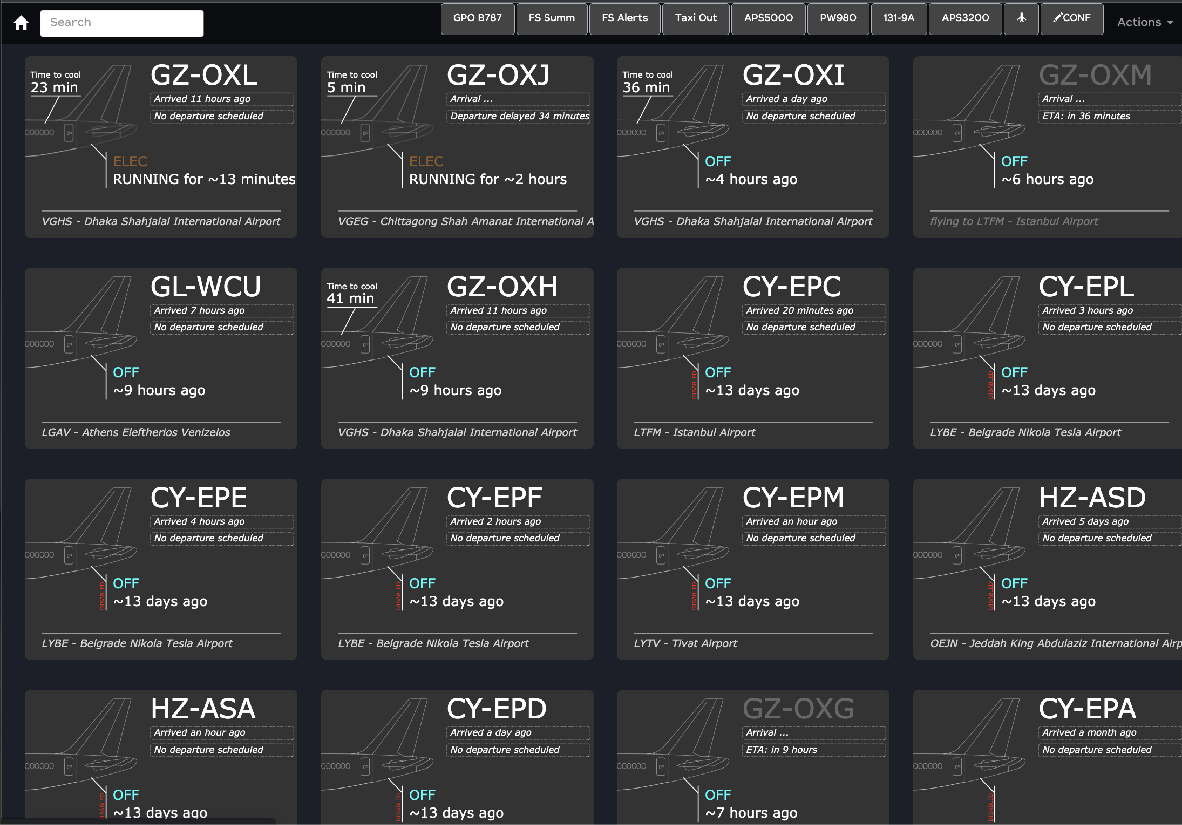 Search
GPO B787
FS Summ
FS Alerts
Taxi Out
APS5000
PW980
131-9A
APS3200
CONF
Actions
Time to cool
23 min
GZ-OXL
Arrived 11 hours ago
No departure scheduled
ELEC
RUNNING for ~13 minutes
VGHS - Dhaka Shahjalal International Airport
Time to cool
5 min
GZ-OXJ
Arrival ...
Departure delayed 34 minutes
ELEC
RUNNING for ~2 hours
VGEG - Chittagong Shah Amanat International A
Time to cool
36 min
GZ-OXI
Arrived a day ago
No departure scheduled
OFF
~4 hours ago
VGHS - Dhaka Shahjalal International Airport
GZ-OXM
Arrival ...
ETA: in 36 minutes
OFF
~6 hours ago
flying to LTFM - Istanbul Airport
GL-WCU
Arrived 7 hours ago
No departure scheduled
OFF
~9 hours ago
LGAV - Athens Eleftherios Venizelos
Time to cool
41 min
GZ-OXH
Arrived 11 hours ago
No departure scheduled
OFF
~9 hours ago
VGHS - Dhaka Shahjalal International Airport
CY-EPC
Arrived 20 minutes ago
No departure scheduled
OFF
~13 days ago
LTFM - Istanbul Airport
CY-EPL
Arrived 3 hours ago
No departure scheduled
OFF
~13 days ago
LYBE - Belgrade Nikola Tesla Airport
CY-EPE
Arrived 4 hours ago
No departure scheduled
OFF
~13 days ago
LYBE - Belgrade Nikola Tesla Airport
CY-EPF
Arrived 2 hours ago
No departure scheduled
OFF
~13 days ago
LYBE - Belgrade Nikola Tesla Airport
CY-EPM
Arrived an hour ago
No departure scheduled
OFF
~13 days ago
LYTV - Tivat Airport
HZ-ASD
Arrived 5 days ago
No departure scheduled
OFF
~13 days ago
OEJN - Jeddah King Abdulaziz International Airp
HZ-ASA
Arrived an hour ago
No departure scheduled
OFF
~13 days ago
CY-EPD
Arrived a day ago
No departure scheduled
OFF
~13 days ago
GZ-OXG
Arrival ...
ETA: in 9 hours
OFF
~7 hours ago
CY-EPA
Arrived a month ago
No departure scheduled